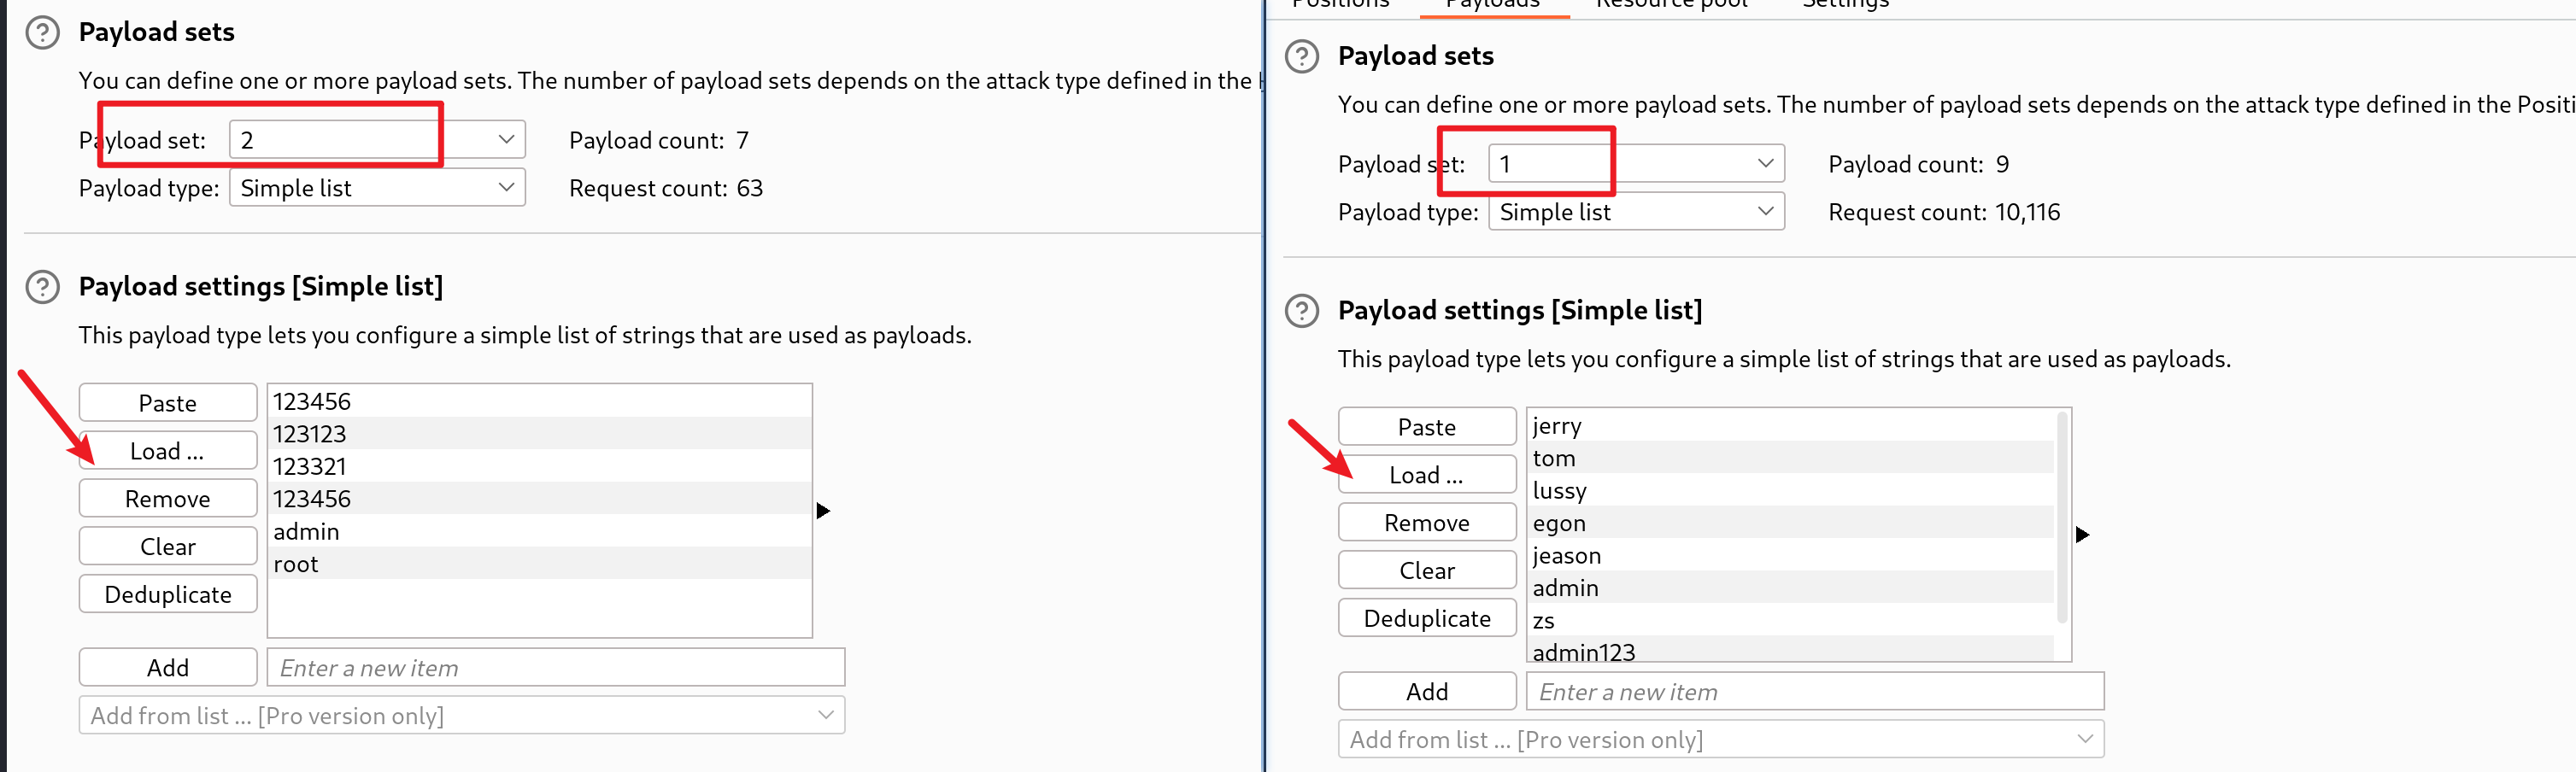 Payload sets
You can define one or more payload sets. The number of payload sets depends on the attack type defined in the
Payload set: 2 Payload count: 7
Payload type: Simple list Request count: 63
Payload settings [Simple list]
This payload type lets you configure a simple list of strings that are used as payloads.
Paste
Load ...
Remove
Clear
Deduplicate
123456
123123
123321
123456
admin
root
Add Enter a new item
Add from list ... [Pro version only]
Positions Payloads Resource pool Settings
Payload sets
You can define one or more payload sets. The number of payload sets depends on the attack type defined in the Positi
Payload set: 1 Payload count: 9
Payload type: Simple list Request count: 10,116
Payload settings [Simple list]
This payload type lets you configure a simple list of strings that are used as payloads.
Paste
Load ...
Remove
Clear
Deduplicate
jerry
tom
lussy
egon
jeason
admin
zs
admin123
Add Enter a new item
Add from list ... [Pro version only]